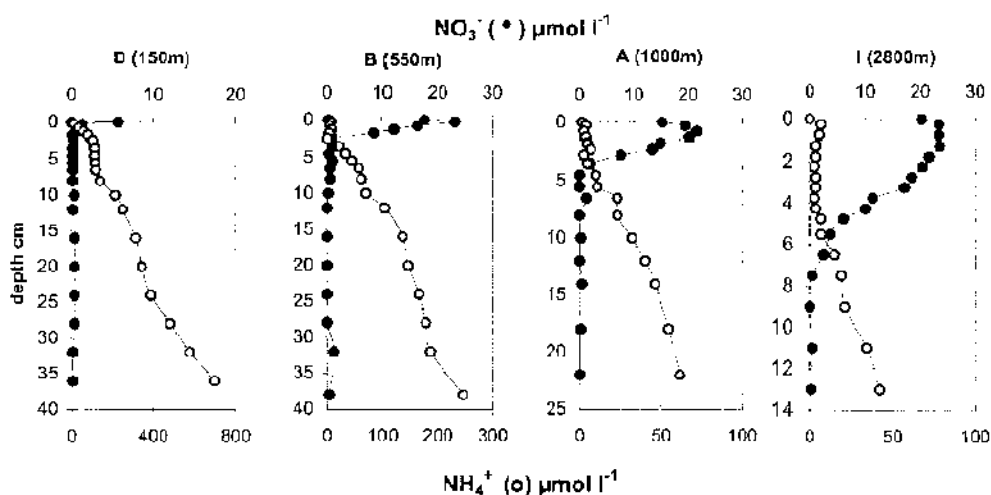 NO₃⁻ (•) µmol l⁻¹
D (150m) B (550m) A (1000m) I (2800m)
0 10 20 0 10 20 30 0 10 20 30 0 10 20 30
depth cm
0 5 10 15 20 25 30 35 40
0 5 10 15 20 25 30 35 40
0 5 10 15 20 25
0 2 4 6 8 10 12 14
0 400 800 0 100 200 300 0 50 100 0 50 100
NH₄⁺ (o) µmol l⁻¹